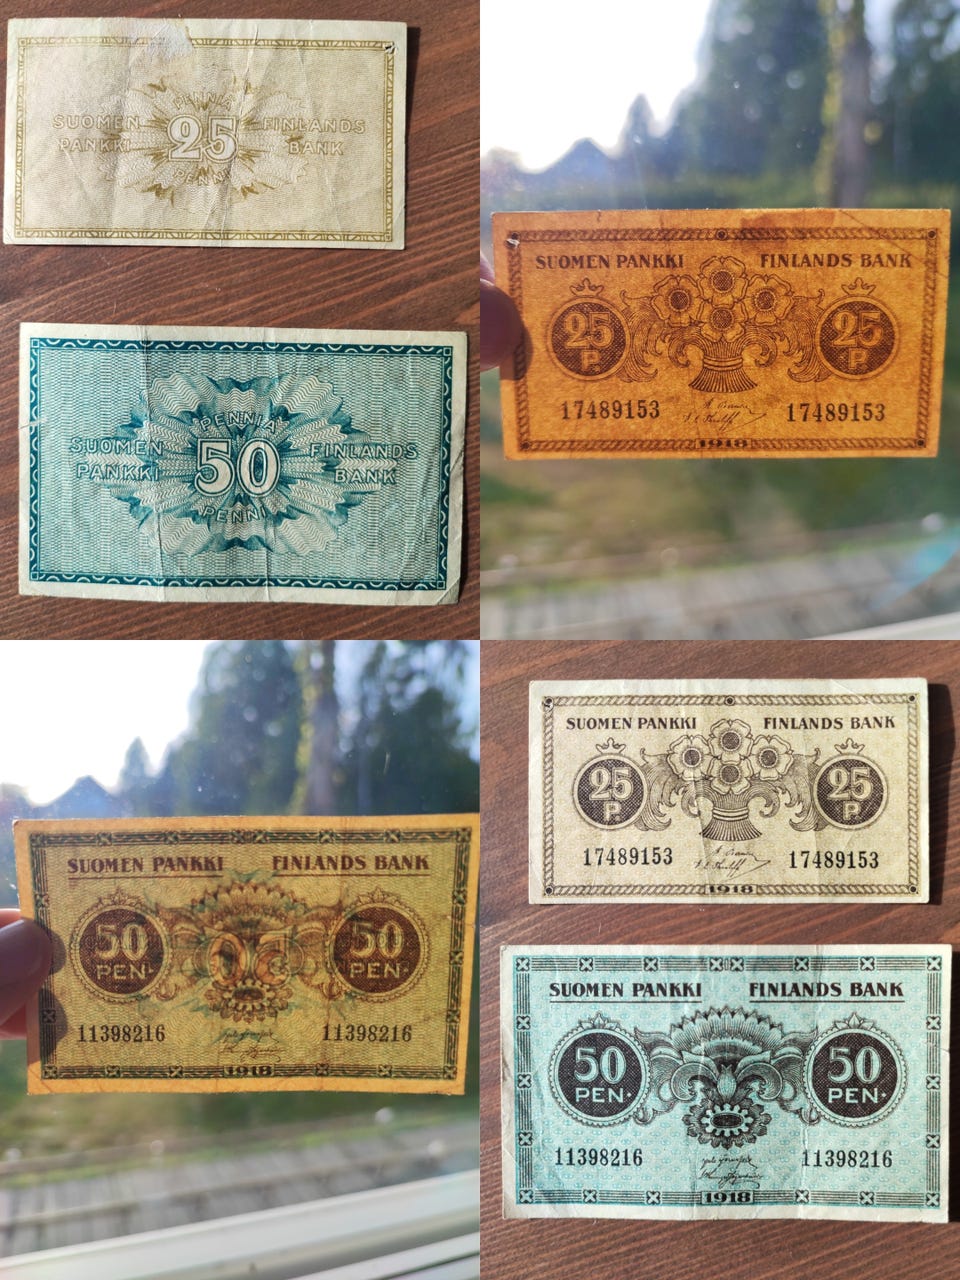 PENNIÄ
SUOMEN 25 FINLANDS
PANKKI BANK
PENNI
PENNIÄ
SUOMEN 50 FINLANDS
PANKKI BANK
PENNI
SUOMEN PANKKI FINLANDS BANK
25 25
P. P.
17489153 17489153
1918
SUOMEN PANKKI FINLANDS BANK
50 50
PEN. PEN.
11398216 11398216
1918
SUOMEN PANKKI FINLANDS BANK
25 25
P. P.
17489153 17489153
1918
SUOMEN PANKKI FINLANDS BANK
50 50
PEN. PEN.
11398216 11398216
1918